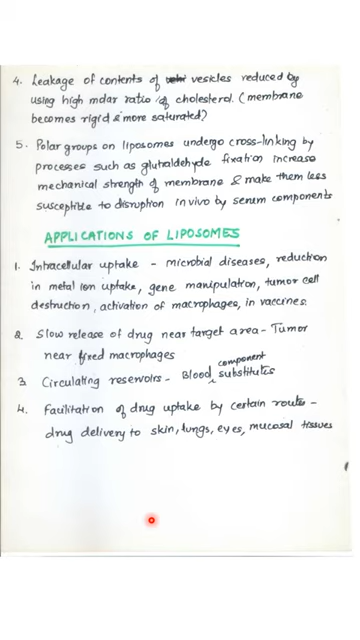 4. Leakage of contents of vesicles reduced by
using high molar ratio of cholesterol. (membrane
becomes rigid & more saturated)
5. Polar groups on liposomes undergo cross-linking by
processes such as glutaldehyde fixation increase
mechanical strength of membrane & make them less
susceptible to disruption in vivo by serum components
APPLICATIONS OF LIPOSOMES
1. Intracellular uptake - microbial diseases, reduction
in metal ion uptake, gene manipulation, tumor cell
destruction, activation of macrophages, in vaccines.
2. Slow release of drug near target area - Tumor
near fixed macrophages
3. Circulating reservoirs - Blood component substitutes
4. Facilitation of drug uptake by certain route -
drug delivery to skin, lungs, eyes, mucosal tissues